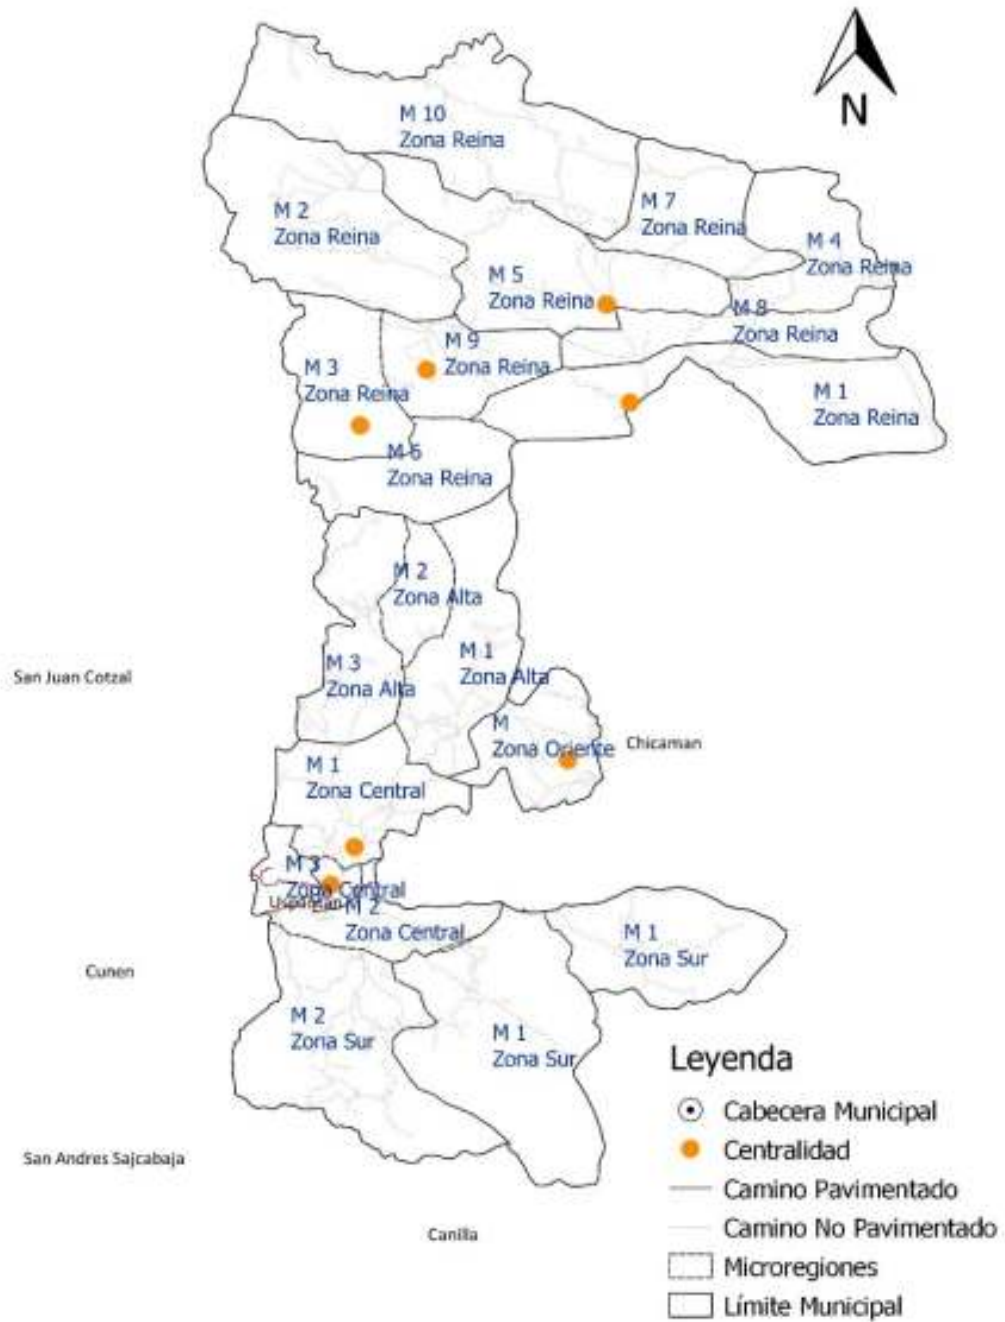 N
M 10
Zona Reina
M 7
Zona Reina
M 2
Zona Reina
M 4
Zona Reina
M 5
Zona Reina
M 8
Zona Reina
M 9
Zona Reina
M 3
Zona Reina
M 1
Zona Reina
M 6
Zona Reina
M 2
Zona Alta
M 1
Zona Alta
M 3
Zona Alta
San Juan Cotzal
M
Zona Oriente
Chicaman
M 1
Zona Central
M 3
Zona Central
Uspantan
M 2
Zona Central
M 1
Zona Sur
Cunen
M 2
Zona Sur
M 1
Zona Sur
San Andres Sajcabaja
Canilla
Leyenda
Cabecera Municipal
Centralidad
Camino Pavimentado
Camino No Pavimentado
Microregiones
Límite Municipal